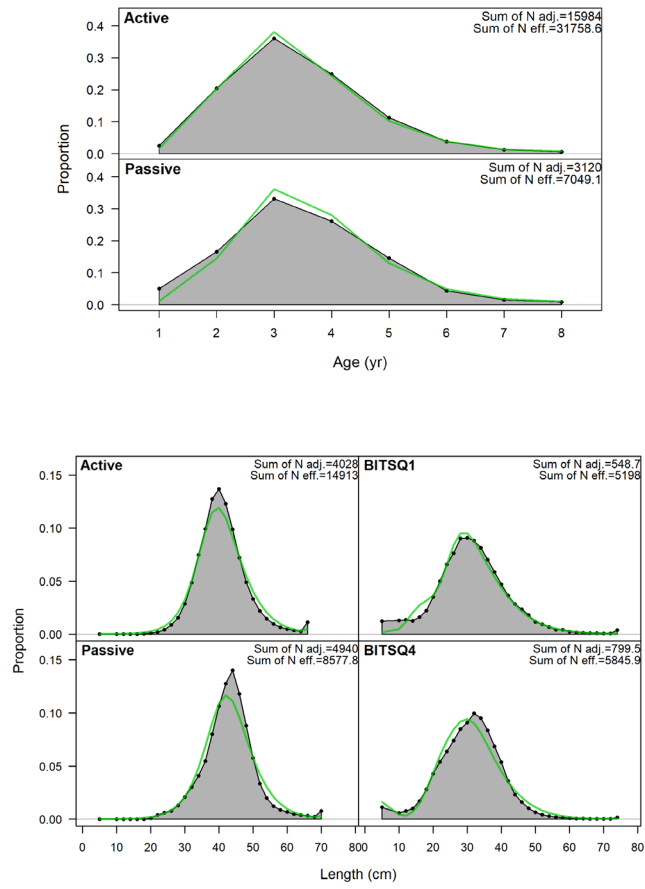 Active
Sum of N adj.=15984
Sum of N eff.=31758.6
0.4
0.3
0.2
0.1
0.0
Passive
Sum of N adj.=3120
Sum of N eff.=7049.1
0.4
0.3
0.2
0.1
0.0
Proportion
1 2 3 4 5 6 7 8
Age (yr)
Active
Sum of N adj.=4028
Sum of N eff.=14913
BITSQ1
Sum of N adj.=548.7
Sum of N eff.=5198
0.15
0.10
0.05
0.00
Passive
Sum of N adj.=4940
Sum of N eff.=8577.8
BITSQ4
Sum of N adj.=799.5
Sum of N eff.=5845.9
0.15
0.10
0.05
0.00
Proportion
0 10 20 30 40 50 60 70 80 0 10 20 30 40 50 60 70 80
Length (cm)